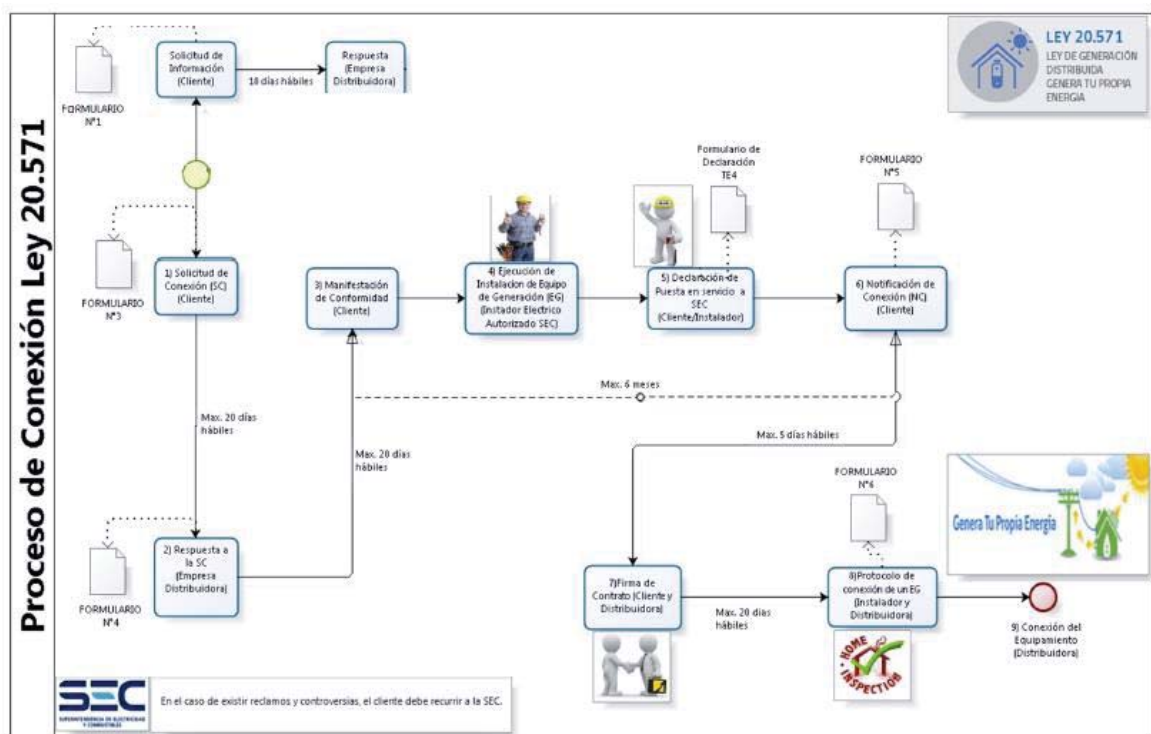 Proceso de Conexión Ley 20.571
Solicitud de
Información
(Cliente)
10 días hábiles
Respuesta
(Empresa
Distribuidora)
FORMULARIO
N°1
LEY 20.571
LEY DE GENERACIÓN
DISTRIBUIDA
GENERA TU PROPIA
ENERGIA
FORMULARIO
N°3
1) Solicitud de
Conexión (SC)
(Cliente)
3) Manifestación
de Conformidad
(Cliente)
4) Ejecución de
Instalacion de Equipo
de Generación (EG)
(Instador Electrico
Autorizado SEC)
Formulario de
Declaración
TE4
5) Declaración de
Puesta en servicio a
SEC
(Cliente/Instalador)
FORMULARIO
N°5
6) Notificación de
Conexión (NC)
(Cliente)
Max. 6 meses
Max. 20 días
hábiles
Max. 20 días
hábiles
Max. 5 días hábiles
FORMULARIO
N°4
2) Respuesta a
la SC
(Empresa
Distribuidora)
FORMULARIO
N°6
Genera Tu Propia Energia
7)Firma de
Contrato (Cliente
y Distribuidora)
Max. 20 días
hábiles
8)Protocolo de
conexión de un EG
(Instalador y
Distribuidora)
9) Conexión del
Equipamiento
(Distribuidora)
HOME
INSPECTION
SEC
SUPERINTENDENCIA DE ELECTRICIDAD
Y COMBUSTIBLES
En el caso de existir reclamos y controversias, el cliente debe recurrir a la SEC.